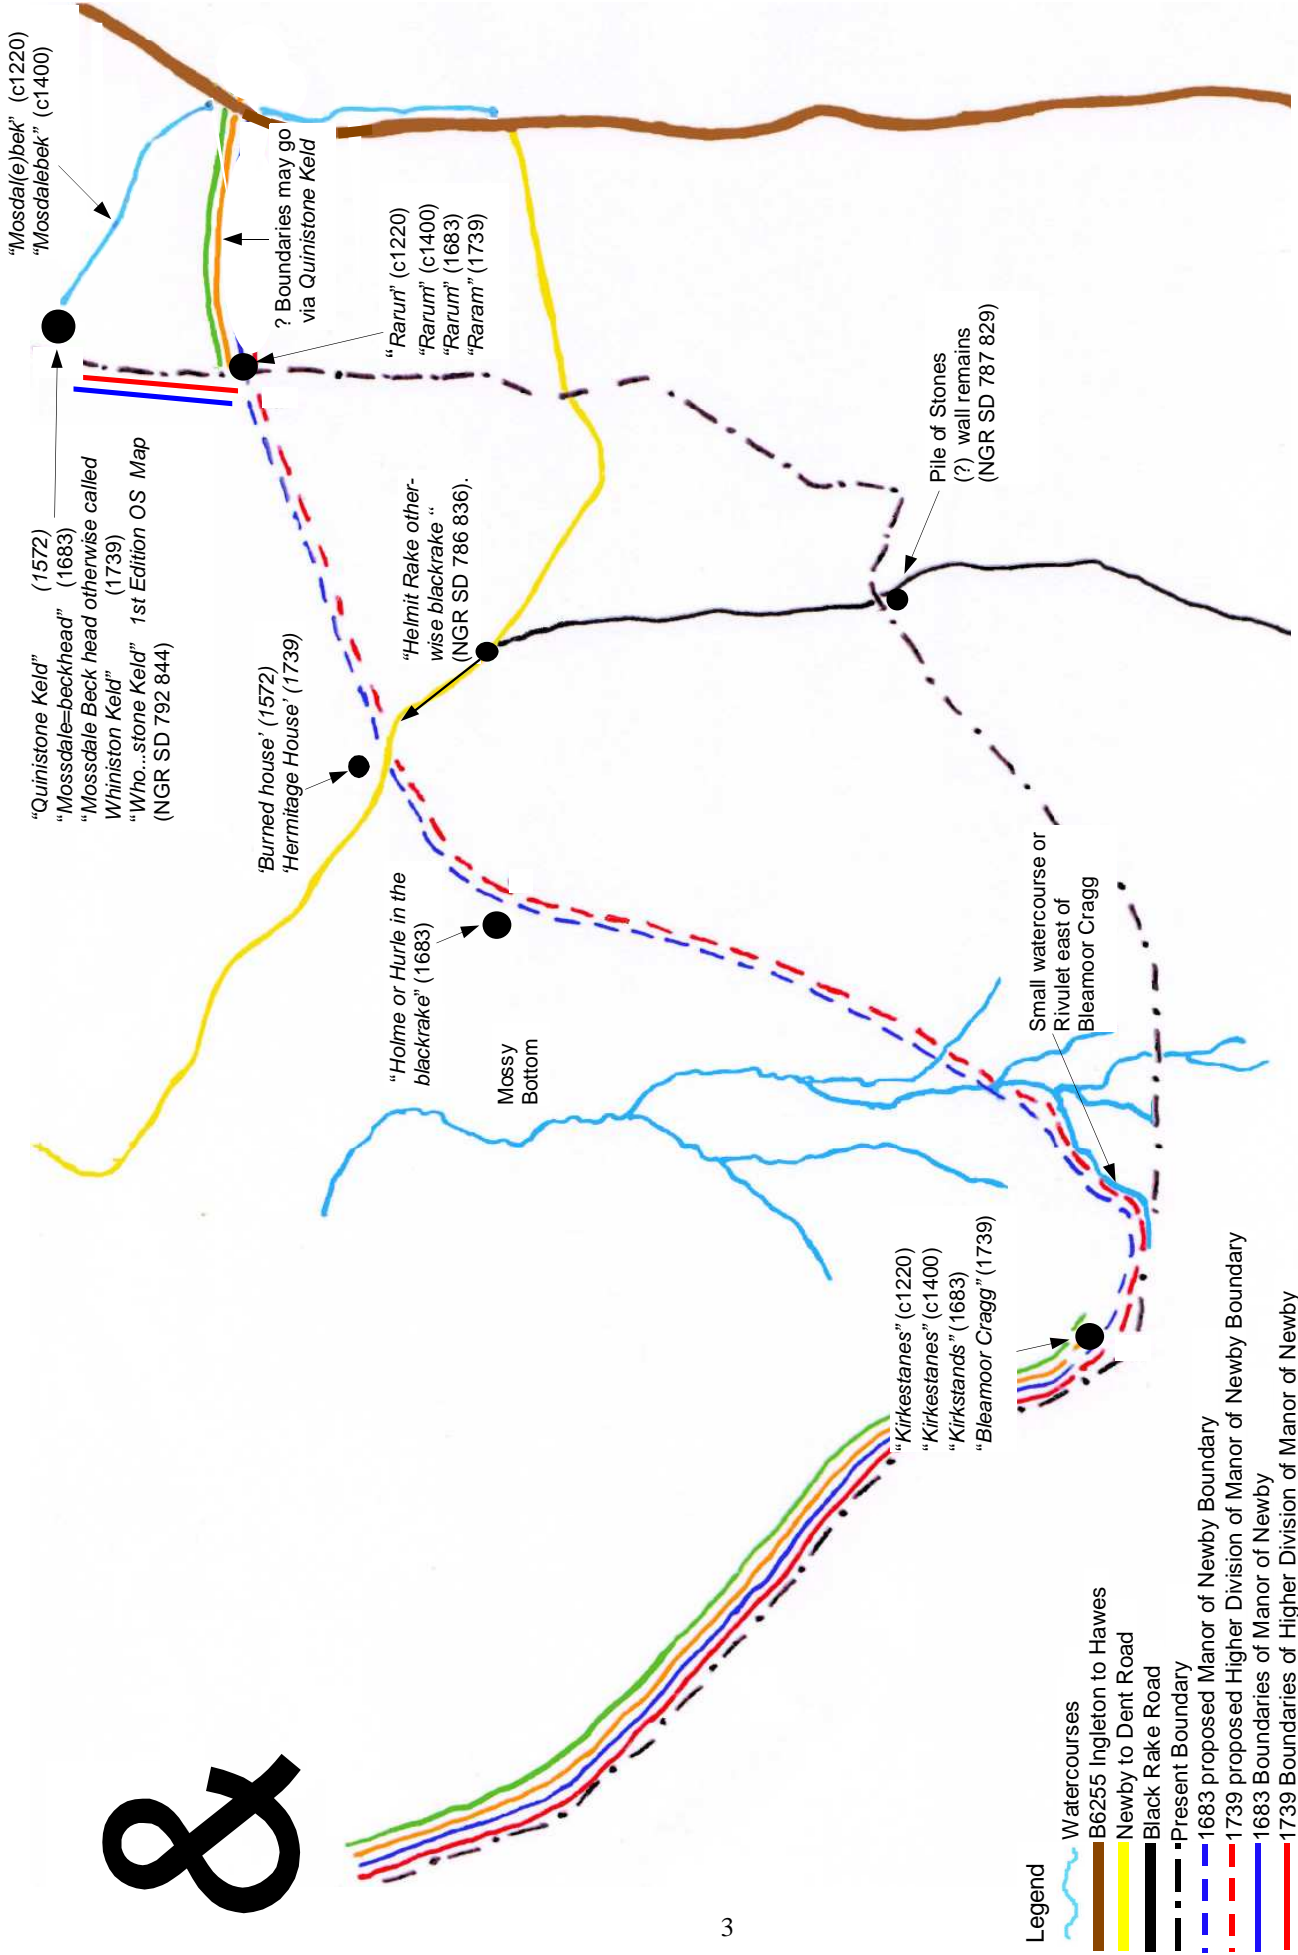 "Mosdal(e)bek" (c1220)
"Mosdalebek" (c1400)
"Quinistone Keld" (1572)
"Mossdale=beckhead" (1683)
"Mossdale Beck head otherwise called
Whiniston Keld" (1739)
"Who...stone Keld" 1st Edition OS Map
(NGR SD 792 844)
? Boundaries may go
via Quinistone Keld
"Rarun" (c1220)
"Rarum" (c1400)
"Rarum" (1683)
"Raram" (1739)
'Burned house' (1572)
'Hermitage House' (1739)
"Helmit Rake other-
wise blackrake "
(NGR SD 786 836).
"Holme or Hurle in the
blackrake" (1683)
Mossy
Bottom
Pile of Stones
(?) wall remains
(NGR SD 787 829)
Small watercourse or
Rivulet east of
Bleamoor Cragg
"Kirkestanes" (c1220)
"Kirkestanes" (c1400)
"Kirkstands" (1683)
"Bleamoor Cragg" (1739)
&
Legend
Watercourses
B6255 Ingleton to Hawes
Newby to Dent Road
Black Rake Road
Present Boundary
1683 proposed Manor of Newby Boundary
1739 proposed Higher Division of Manor of Newby Boundary
1683 Boundaries of Manor of Newby
1739 Boundaries of Higher Division of Manor of Newby
3